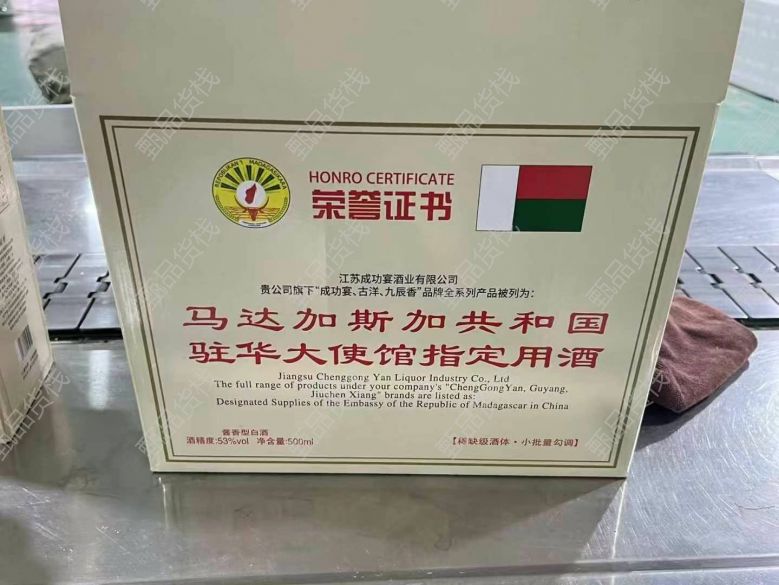 REPOBLIKAN'I MADAGASIKARA
HONRO CERTIFICATE
荣誉证书
江苏成功宴酒业有限公司
贵公司旗下"成功宴、古洋、九辰香"品牌全系列产品被列为:
马达加斯加共和国
驻华大使馆指定用酒
Jiangsu Chenggong Yan Liquor Industry Co., Ltd
The full range of products under your company's "ChengGongYan, Guyang,
Jiuchen Xiang" brands are listed as:
Designated Supplies of the Embassy of the Republic of Madagascar in China
酱香型白酒
酒精度:53%vol 净含量:500ml
【稀缺级酒体·小批量勾调】
甄品货栈